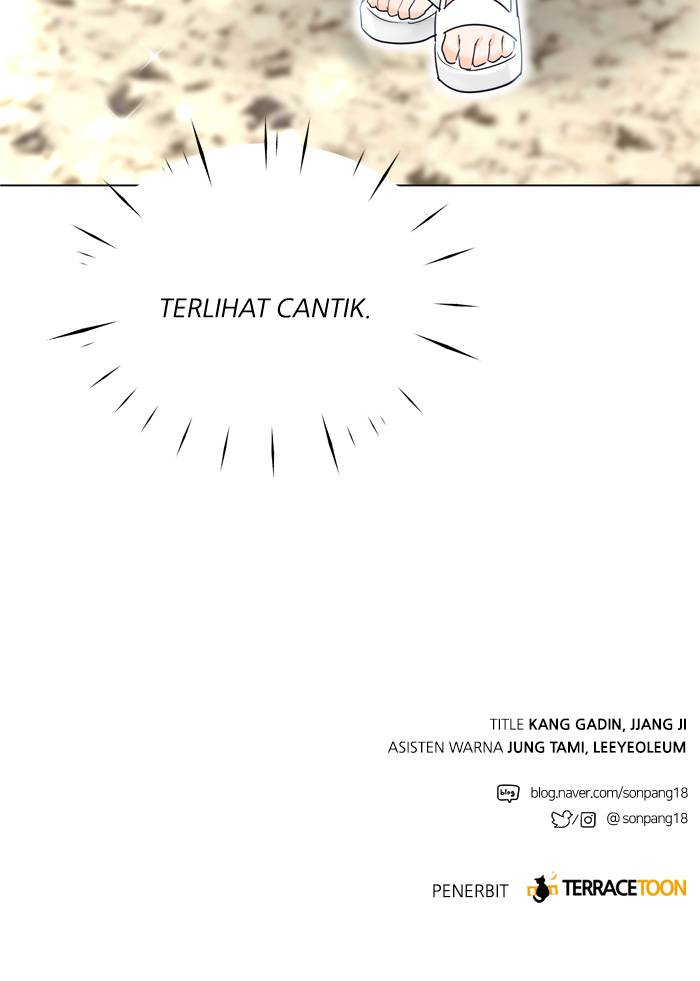 TERLIHAT CANTIK.
TITLE KANG GADIN, JJANG JI
ASISTEN WARNA JUNG TAMI, LEEYEOLEUM
blog blog.naver.com/sonpang18
/ @sonpang18
PENERBIT TERRACETOON